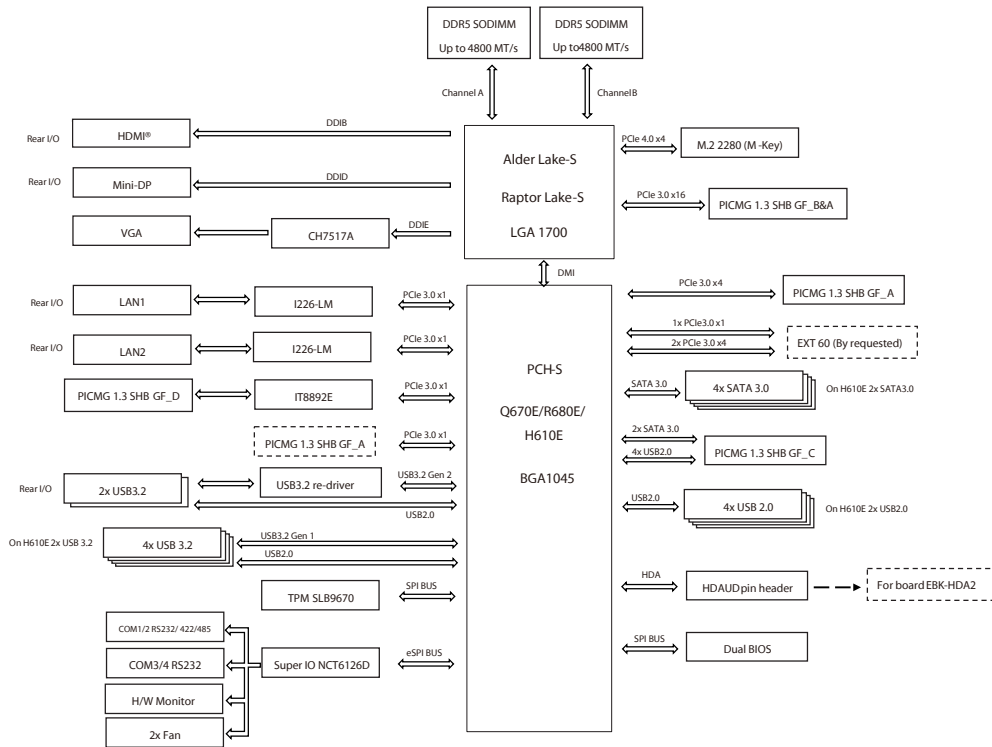 DDR5 SODIMM
Up to 4800 MT/s
DDR5 SODIMM
Up to4800 MT/s
Channel A
Channel B
Rear I/O
HDMI®
DDIB
Rear I/O
Mini-DP
DDID
VGA
CH7517A
DDIE
Alder Lake-S
Raptor Lake-S
LGA 1700
PCIe 4.0 x4
M.2 2280 (M-Key)
PCIe 3.0 x16
PICMG 1.3 SHB GF_B&A
DMI
Rear I/O
LAN1
I226-LM
PCIe 3.0 x1
Rear I/O
LAN2
I226-LM
PCIe 3.0 x1
PICMG 1.3 SHB GF_D
IT8892E
PCIe 3.0 x1
PICMG 1.3 SHB GF_A
PCIe 3.0 x1
Rear I/O
2x USB3.2
USB3.2 re-driver
USB3.2 Gen 2
USB2.0
On H610E 2x USB 3.2
4x USB 3.2
USB3.2 Gen 1
USB2.0
TPM SLB9670
SPI BUS
COM1/2 RS232/ 422/485
COM3/4 RS232
H/W Monitor
2x Fan
Super IO NCT6126D
eSPI BUS
PCH-S
Q670E/R680E/
H610E
BGA1045
PCIe 3.0 x4
PICMG 1.3 SHB GF_A
1x PCIe3.0 x1
2x PCIe 3.0 x4
EXT 60 (By requested)
SATA 3.0
4x SATA 3.0
On H610E 2x SATA3.0
2x SATA 3.0
4x USB2.0
PICMG 1.3 SHB GF_C
USB2.0
4x USB 2.0
On H610E 2x USB2.0
HDA
HDAUD pin header
For board EBK-HDA2
SPI BUS
Dual BIOS